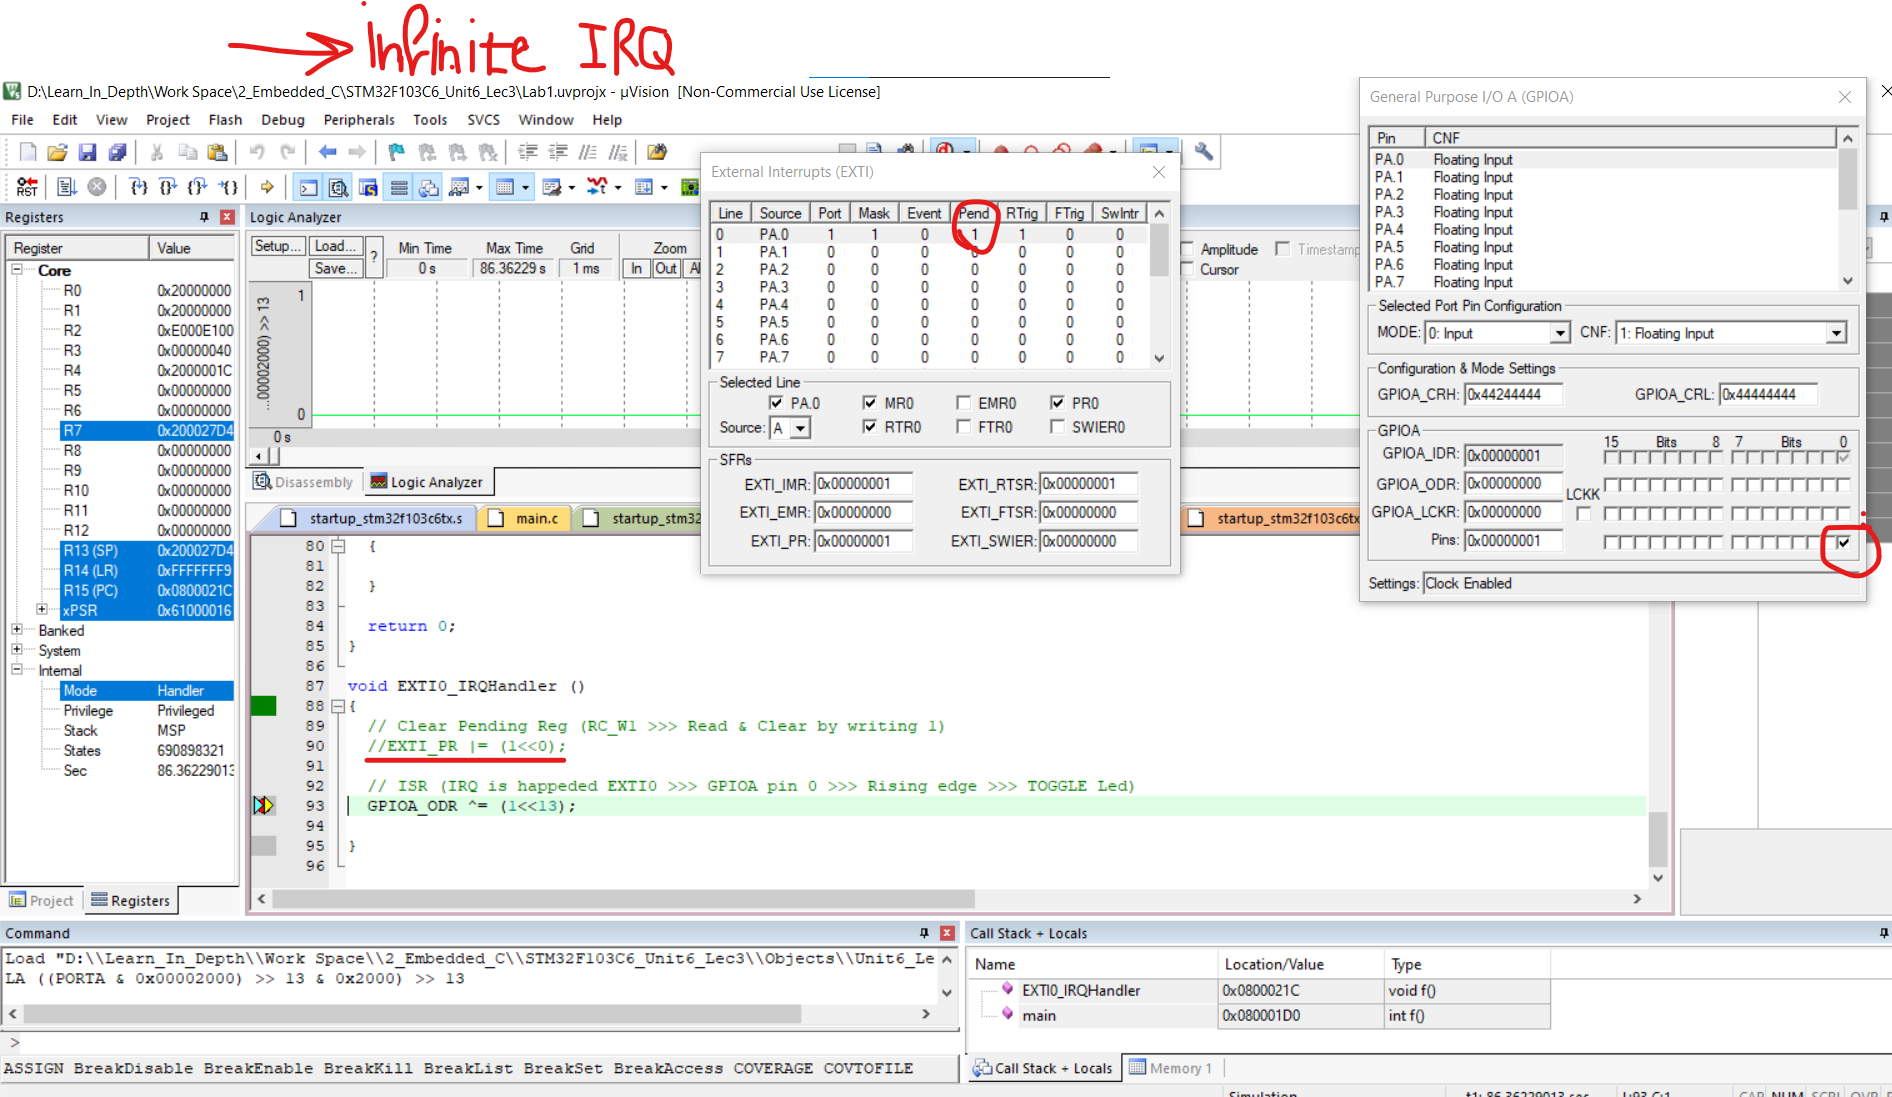 infinite IRQ
D:\Learn_In_Depth\Work Space\2_Embedded_C\STM32F103C6_Unit6_Lec3\Lab1.uvprojx - µVision [Non-Commercial Use License]
File Edit View Project Flash Debug Peripherals Tools SVCS Window Help
Registers
Register Value
Core
R0 0x20000000
R1 0x20000000
R2 0xE000E100
R3 0x00000040
R4 0x2000001C
R5 0x00000000
R6 0x00000000
R7 0x200027D4
R8 0x00000000
R9 0x00000000
R10 0x00000000
R11 0x00000000
R12 0x00000000
R13 (SP) 0x200027D4
R14 (LR) 0xFFFFFFF9
R15 (PC) 0x0800021C
xPSR 0x61000016
Banked
System
Internal
Mode Handler
Privilege Privileged
Stack MSP
States 690898321
Sec 86.36229013
Project Registers
Logic Analyzer
Setup... Load... ? Min Time Max Time Grid Zoom
Save... 0 s 86.36229 s 1 ms In Out Al
Amplitude Timestamp
Cursor
1
...00002000) >> 13
0
0 s
Disassembly Logic Analyzer
External Interrupts (EXTI)
Line Source Port Mask Event Pend RTrig FTrig SwIntr
0 PA.0 1 1 0 1 1 0 0
1 PA.1 0 0 0 0 0 0 0
2 PA.2 0 0 0 0 0 0 0
3 PA.3 0 0 0 0 0 0 0
4 PA.4 0 0 0 0 0 0 0
5 PA.5 0 0 0 0 0 0 0
6 PA.6 0 0 0 0 0 0 0
7 PA.7 0 0 0 0 0 0 0
Selected Line
PA.0 MR0 EMR0 PR0
Source: A RTR0 FTR0 SWIER0
SFRs
EXTI_IMR: 0x00000001 EXTI_RTSR: 0x00000001
EXTI_EMR: 0x00000000 EXTI_FTSR: 0x00000000
EXTI_PR: 0x00000001 EXTI_SWIER: 0x00000000
General Purpose I/O A (GPIOA)
Pin CNF
PA.0 Floating Input
PA.1 Floating Input
PA.2 Floating Input
PA.3 Floating Input
PA.4 Floating Input
PA.5 Floating Input
PA.6 Floating Input
PA.7 Floating Input
Selected Port Pin Configuration
MODE: 0: Input CNF: 1: Floating Input
Configuration & Mode Settings
GPIOA_CRH: 0x44244444 GPIOA_CRL: 0x44444444
GPIOA
15 Bits 8 7 Bits 0
GPIOA_IDR: 0x00000001
GPIOA_ODR: 0x00000000
LCKK
GPIOA_LCKR: 0x00000000
Pins: 0x00000001
Settings: Clock Enabled
startup_stm32f103c6tx.s main.c startup_stm32 startup_stm32f103c6tx
80 {
81
82 }
83
84 return 0;
85 }
86
87 void EXTI0_IRQHandler ()
88 {
89 // Clear Pending Reg (RC_W1 >>> Read & Clear by writing 1)
90 //EXTI_PR |= (1<<0);
91
92 // ISR (IRQ is happeded EXTI0 >>> GPIOA pin 0 >>> Rising edge >>> TOGGLE Led)
93 GPIOA_ODR ^= (1<<13);
94
95 }
96
Command
Load "D:\\Learn_In_Depth\\Work Space\\2_Embedded_C\\STM32F103C6_Unit6_Lec3\\Objects\\Unit6_Le
LA ((PORTA & 0x00002000) >> 13 & 0x2000) >> 13
>
ASSIGN BreakDisable BreakEnable BreakKill BreakList BreakSet BreakAccess COVERAGE COVTOFILE
Call Stack + Locals
Name Location/Value Type
EXTI0_IRQHandler 0x0800021C void f()
main 0x080001D0 int f()
Call Stack + Locals Memory 1
Simulation t1: 86.36229013 sec L:93 C:1 CAP NUM SCRL OVR